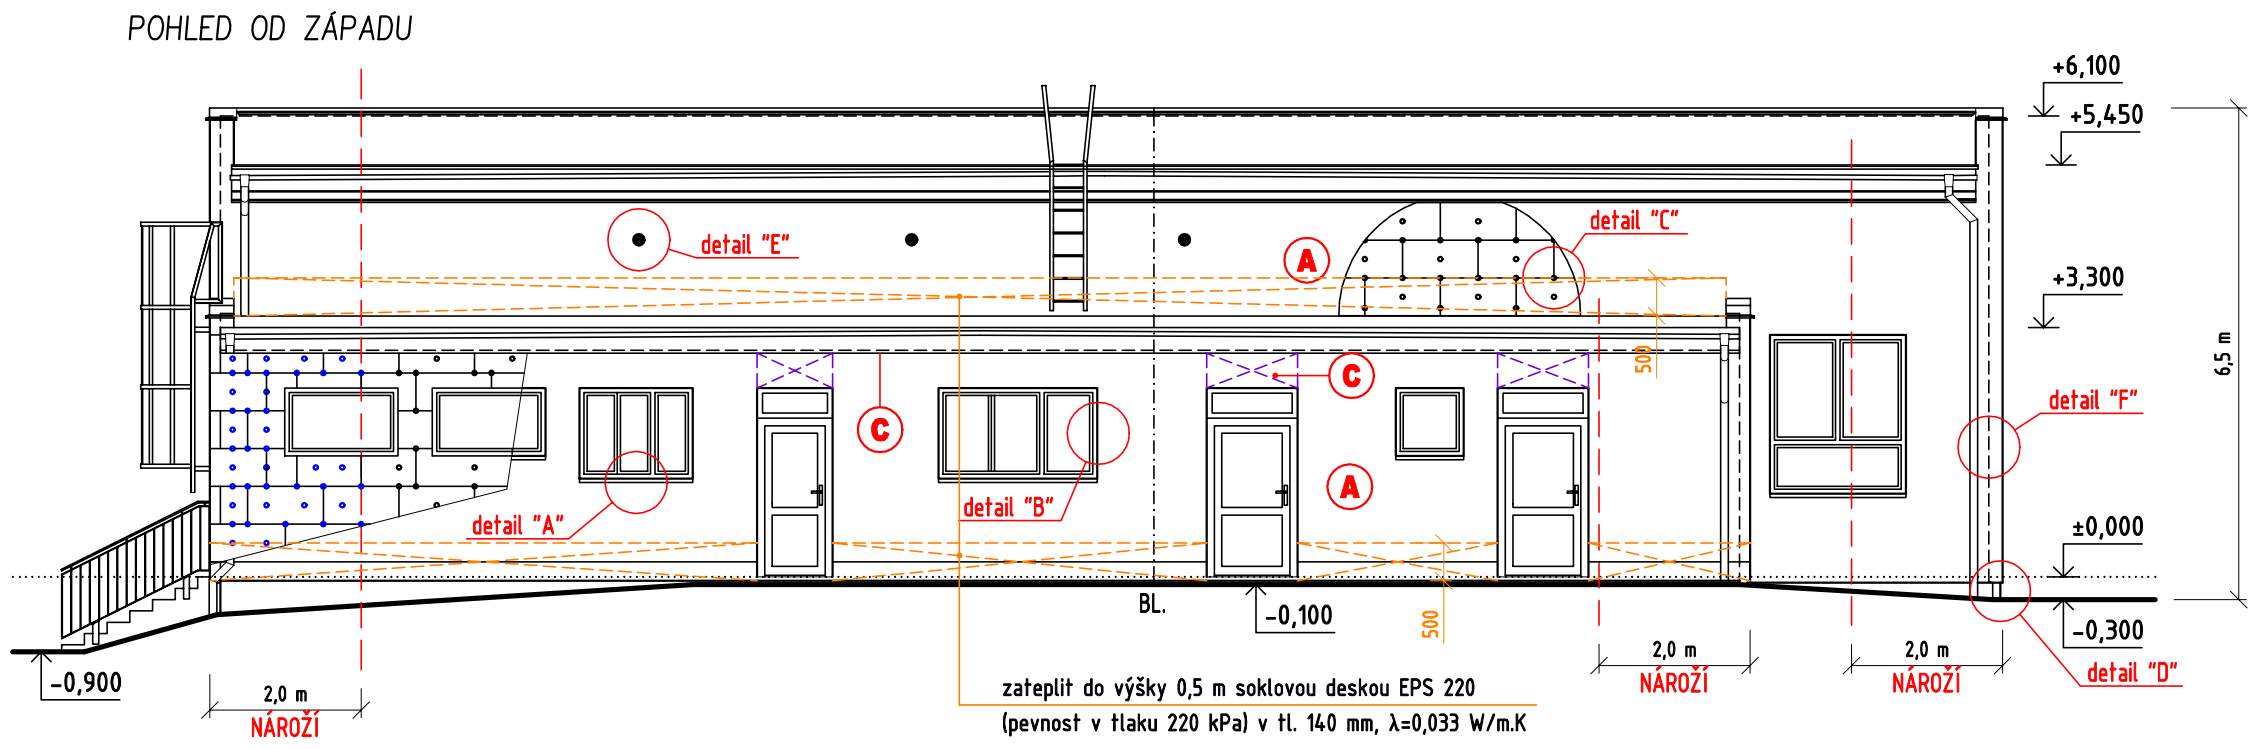 POHLED OD ZÁPADU
+6,100
+5,450
detail "C"
detail "E"
A
+3,300
500
6,5 m
C
C
detail "F"
A
detail "B"
detail "A"
±0,000
BL.
-0,100
500
-0,300
2,0 m
NÁROŽÍ
2,0 m
NÁROŽÍ
detail "D"
-0,900
2,0 m
NÁROŽÍ
zateplit do výšky 0,5 m soklovou deskou EPS 220
(pevnost v tlaku 220 kPa) v tl. 140 mm, λ=0,033 W/m.K